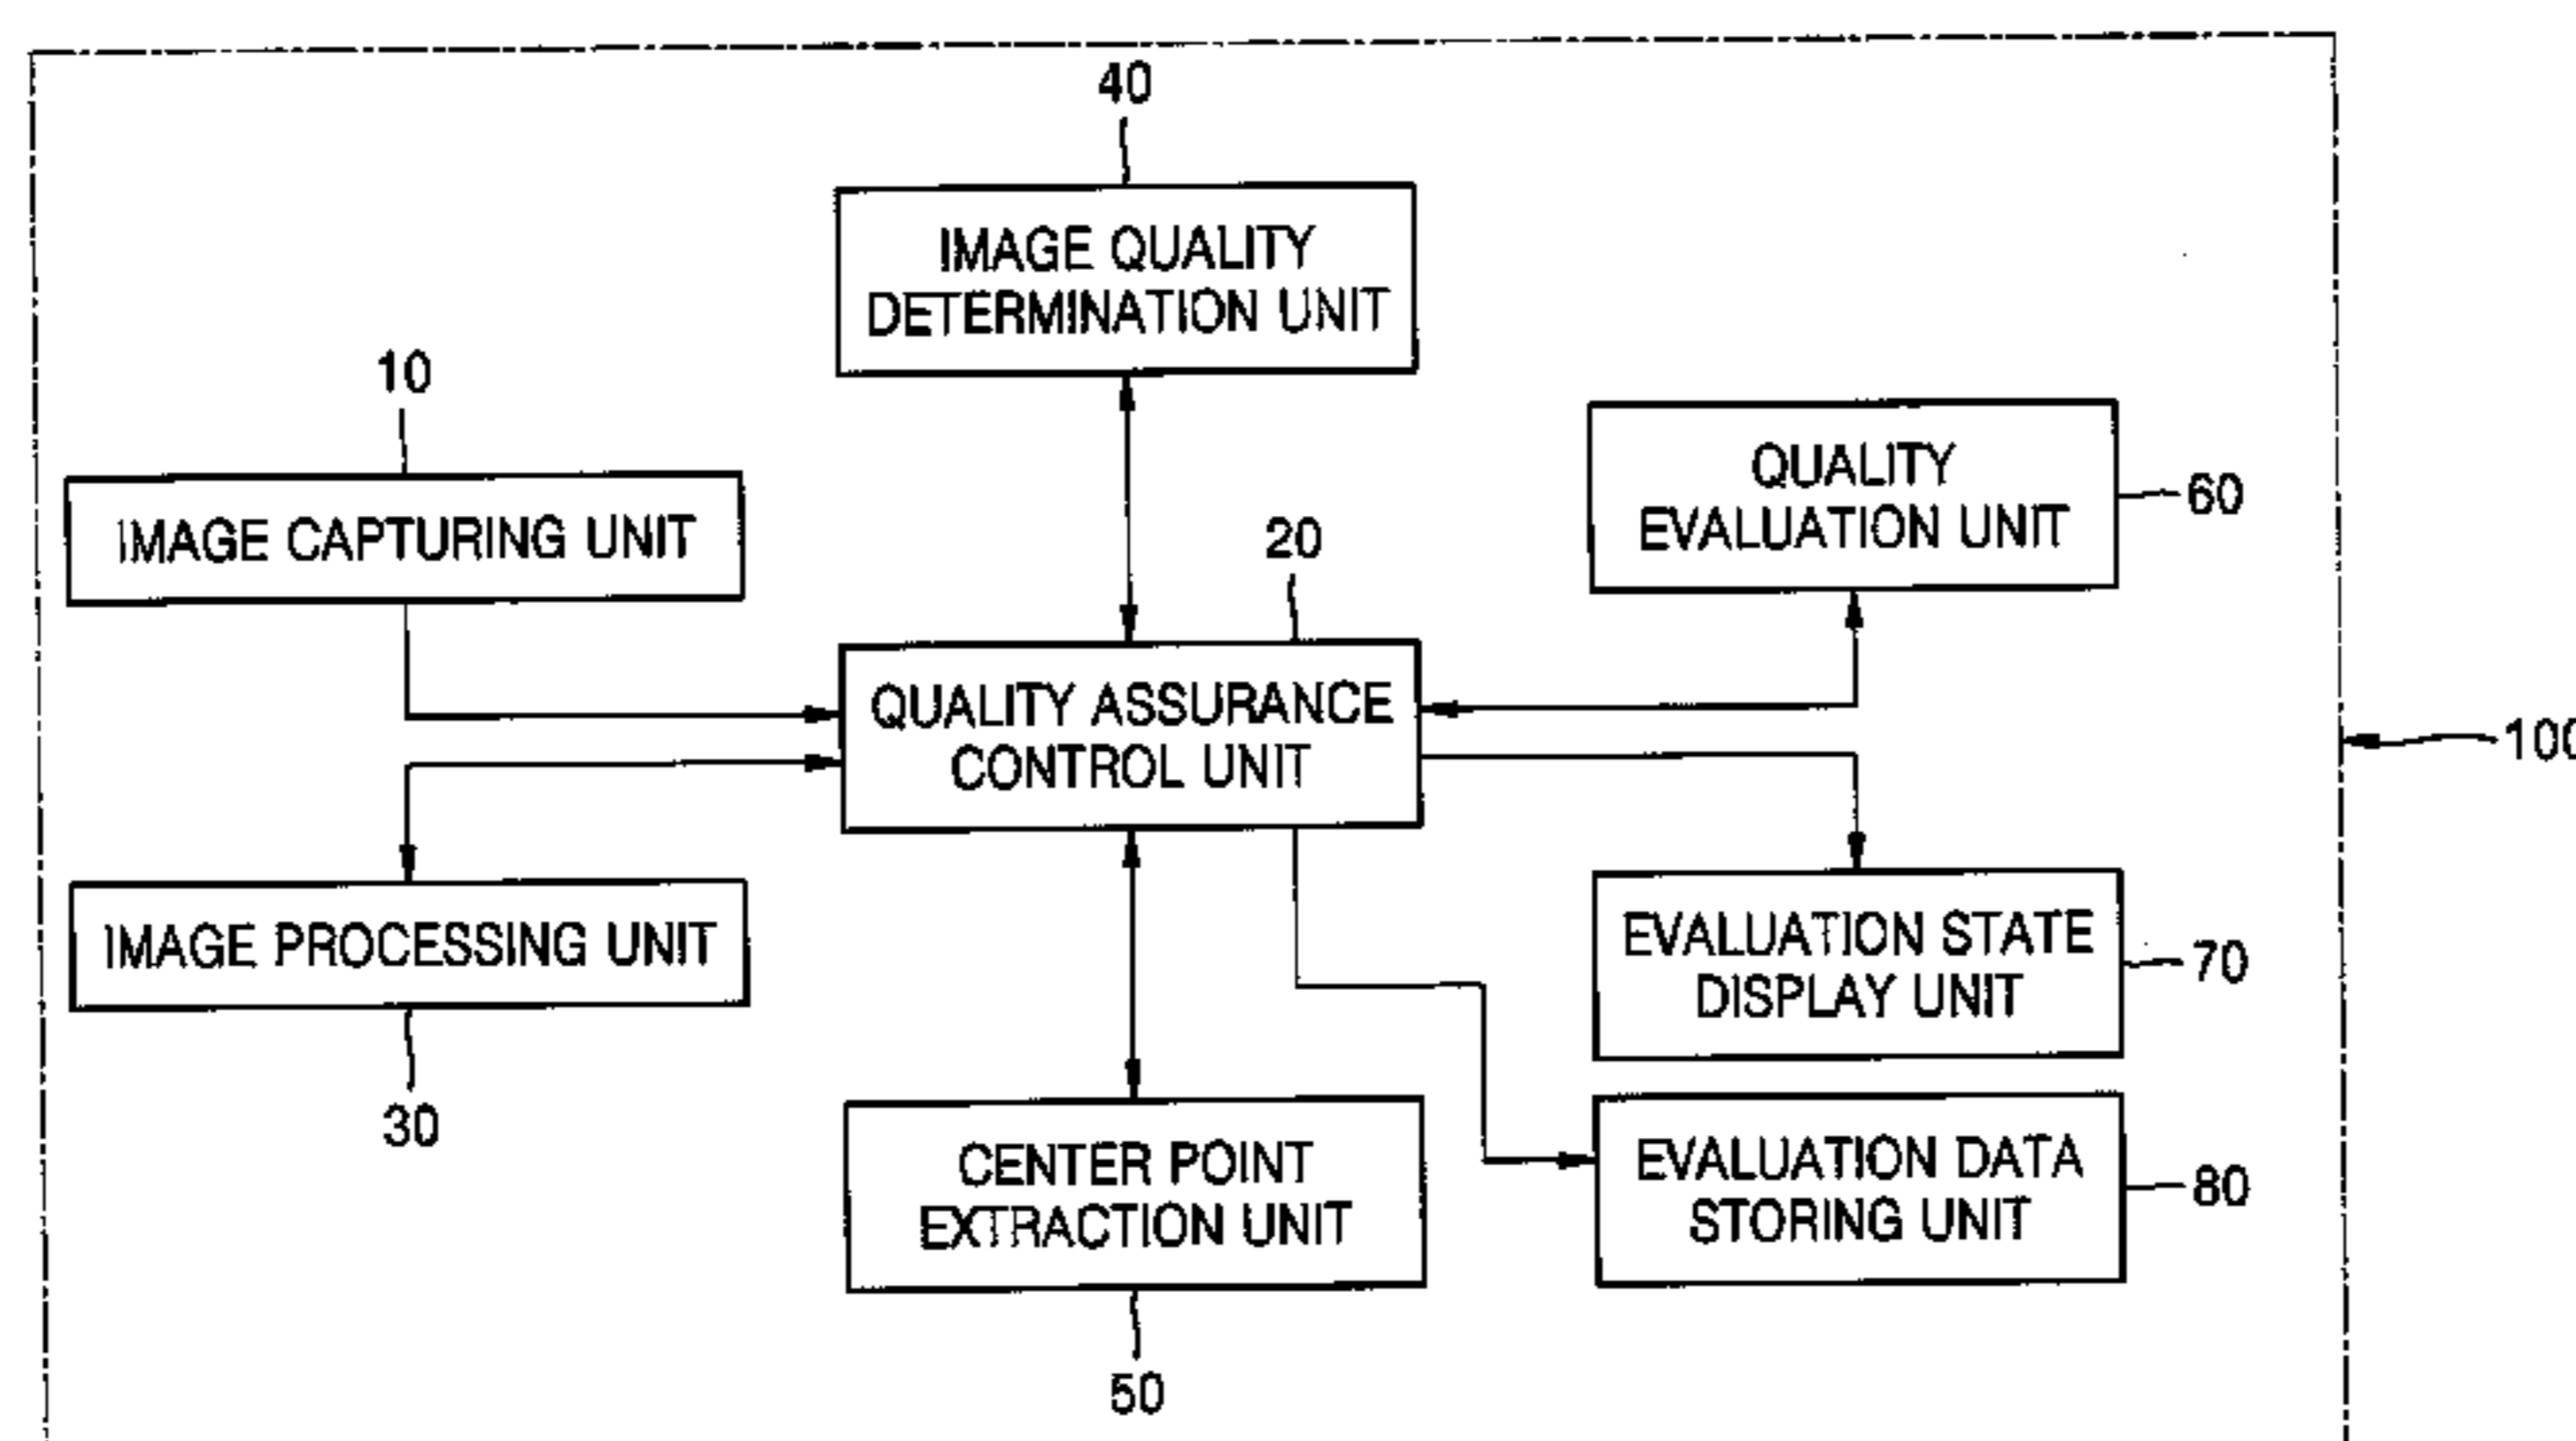 40
IMAGE QUALITY
DETERMINATION UNIT
10
IMAGE CAPTURING UNIT
QUALITY
EVALUATION UNIT
60
20
QUALITY ASSURANCE
CONTROL UNIT
100
IMAGE PROCESSING UNIT
30
EVALUATION STATE
DISPLAY UNIT
70
CENTER POINT
EXTRACTION UNIT
50
EVALUATION DATA
STORING UNIT
80